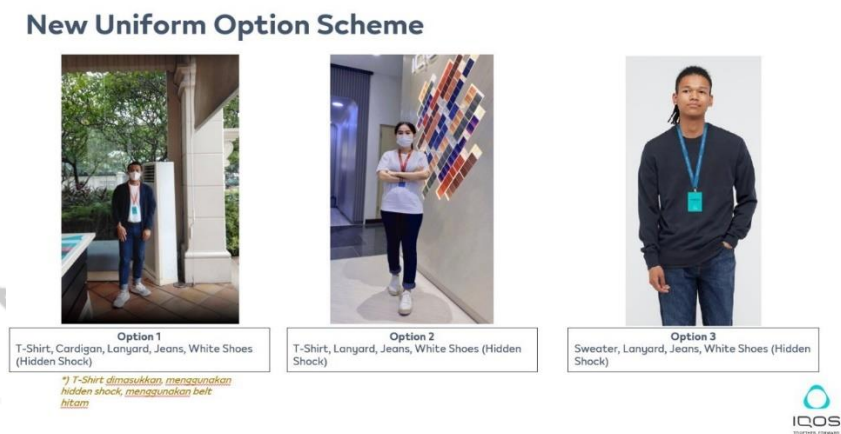 New Uniform Option Scheme
Option 1
T-Shirt, Cardigan, Lanyard, Jeans, White Shoes
(Hidden Shock)
*) T-Shirt dimasukkan, menggunakan
hidden shock, menggunakan belt
hitam
Option 2
T-Shirt, Lanyard, Jeans, White Shoes (Hidden
Shock)
Option 3
Sweater, Lanyard, Jeans, White Shoes (Hidden
Shock)
IQOS
TOGETHER FORWARD